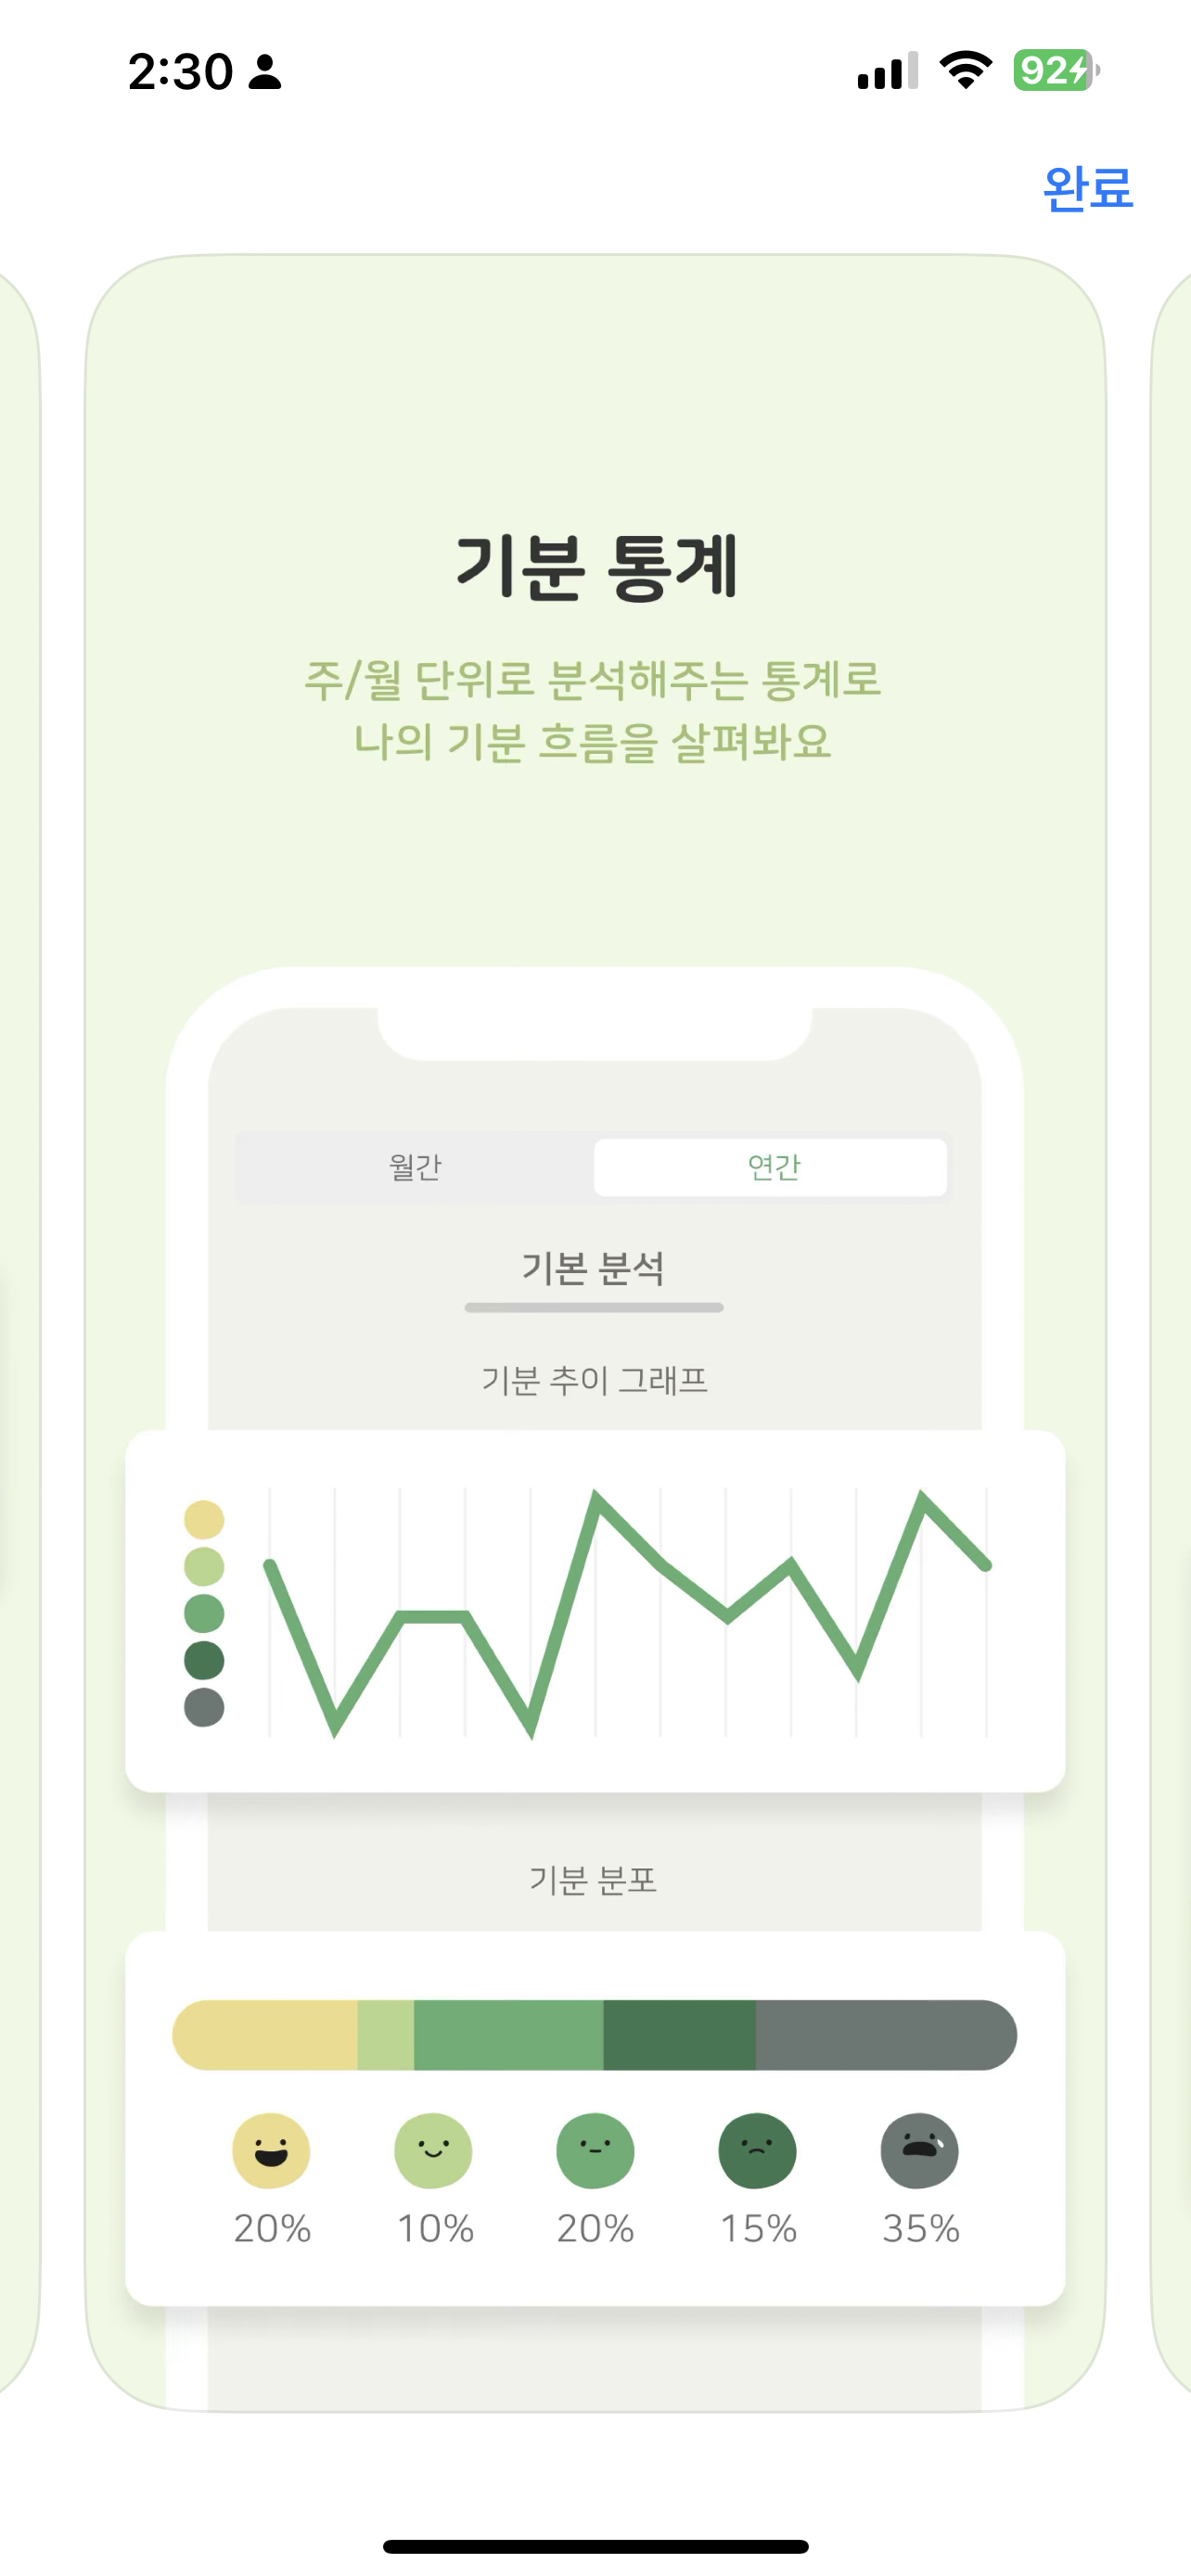 2:30
92
완료
기분 통계
주/월 단위로 분석해주는 통계로
나의 기분 흐름을 살펴봐요
월간 연간
기본 분석
기분 추이 그래프
기분 분포
20% 10% 20% 15% 35%